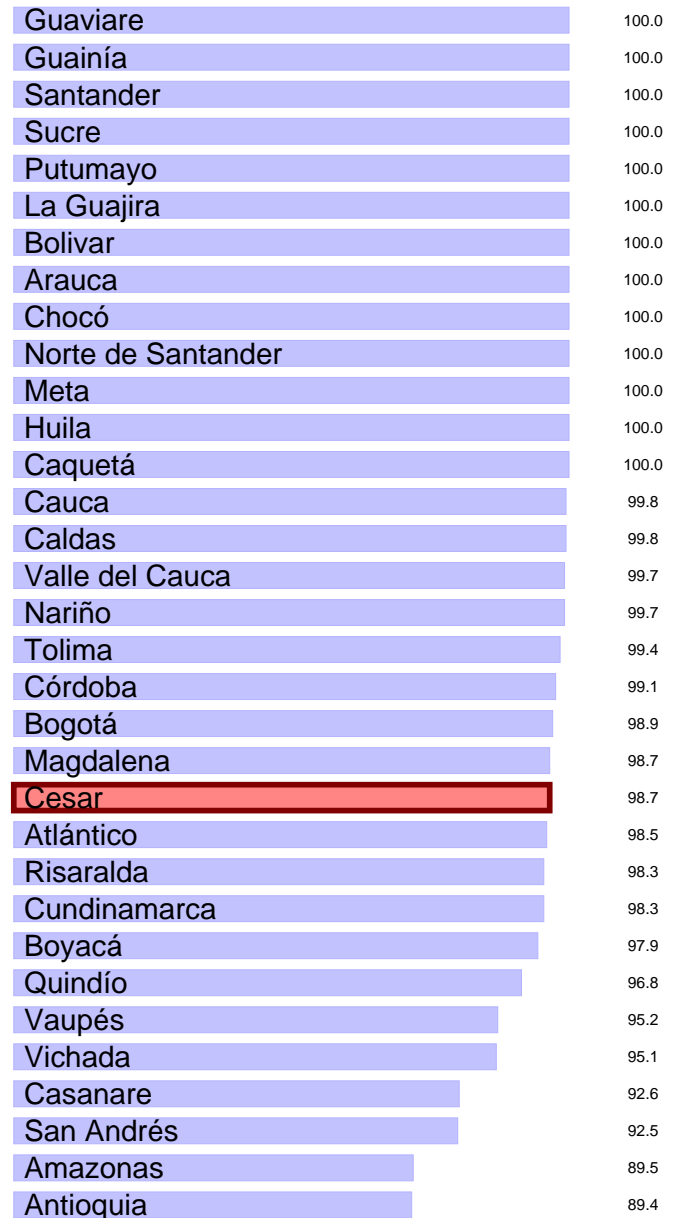 Guaviare 100.0
Guainía 100.0
Santander 100.0
Sucre 100.0
Putumayo 100.0
La Guajira 100.0
Bolivar 100.0
Arauca 100.0
Chocó 100.0
Norte de Santander 100.0
Meta 100.0
Huila 100.0
Caquetá 100.0
Cauca 99.8
Caldas 99.8
Valle del Cauca 99.7
Nariño 99.7
Tolima 99.4
Córdoba 99.1
Bogotá 98.9
Magdalena 98.7
Cesar 98.7
Atlántico 98.5
Risaralda 98.3
Cundinamarca 98.3
Boyacá 97.9
Quindío 96.8
Vaupés 95.2
Vichada 95.1
Casanare 92.6
San Andrés 92.5
Amazonas 89.5
Antioquia 89.4